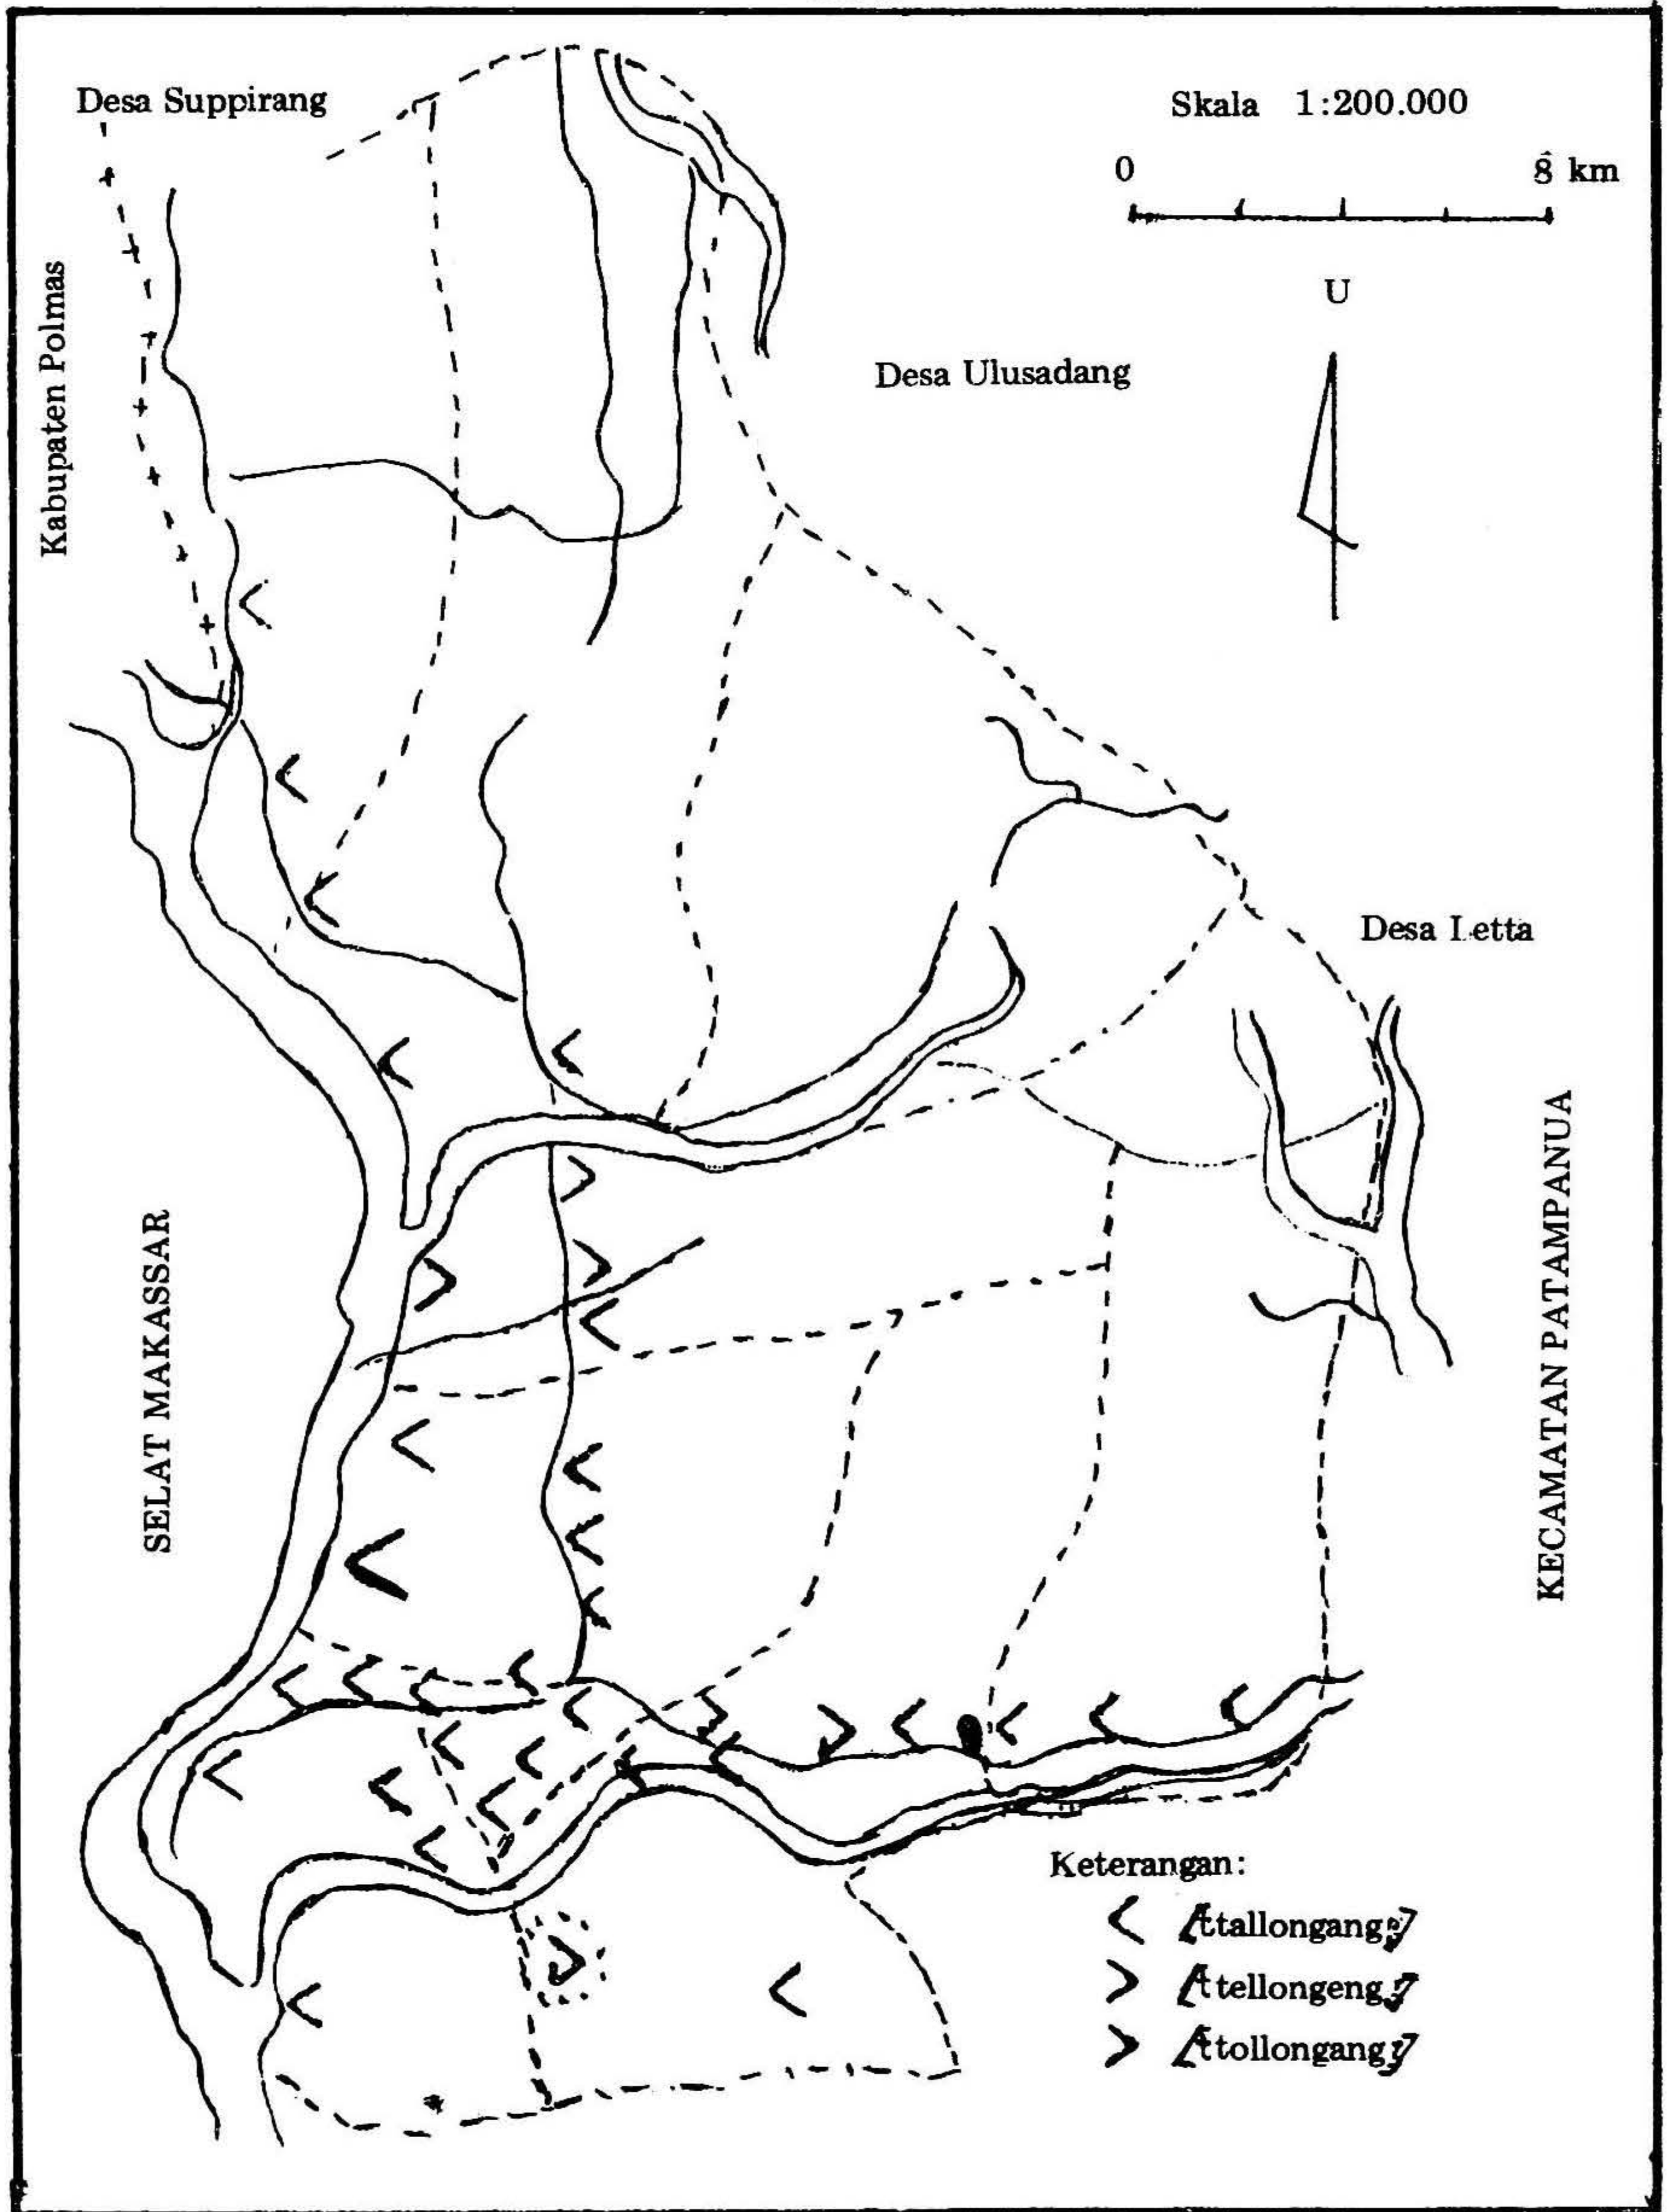 Desa Suppirang
Skala 1:200.000
0 8 km
U
Kabupaten Polmas
Desa Ulusadang
Desa Letta
SELAT MAKASSAR
KECAMATAN PATAMPANUA
Keterangan:
< [tallongang]
> [tellongeng]
> [tollongang]